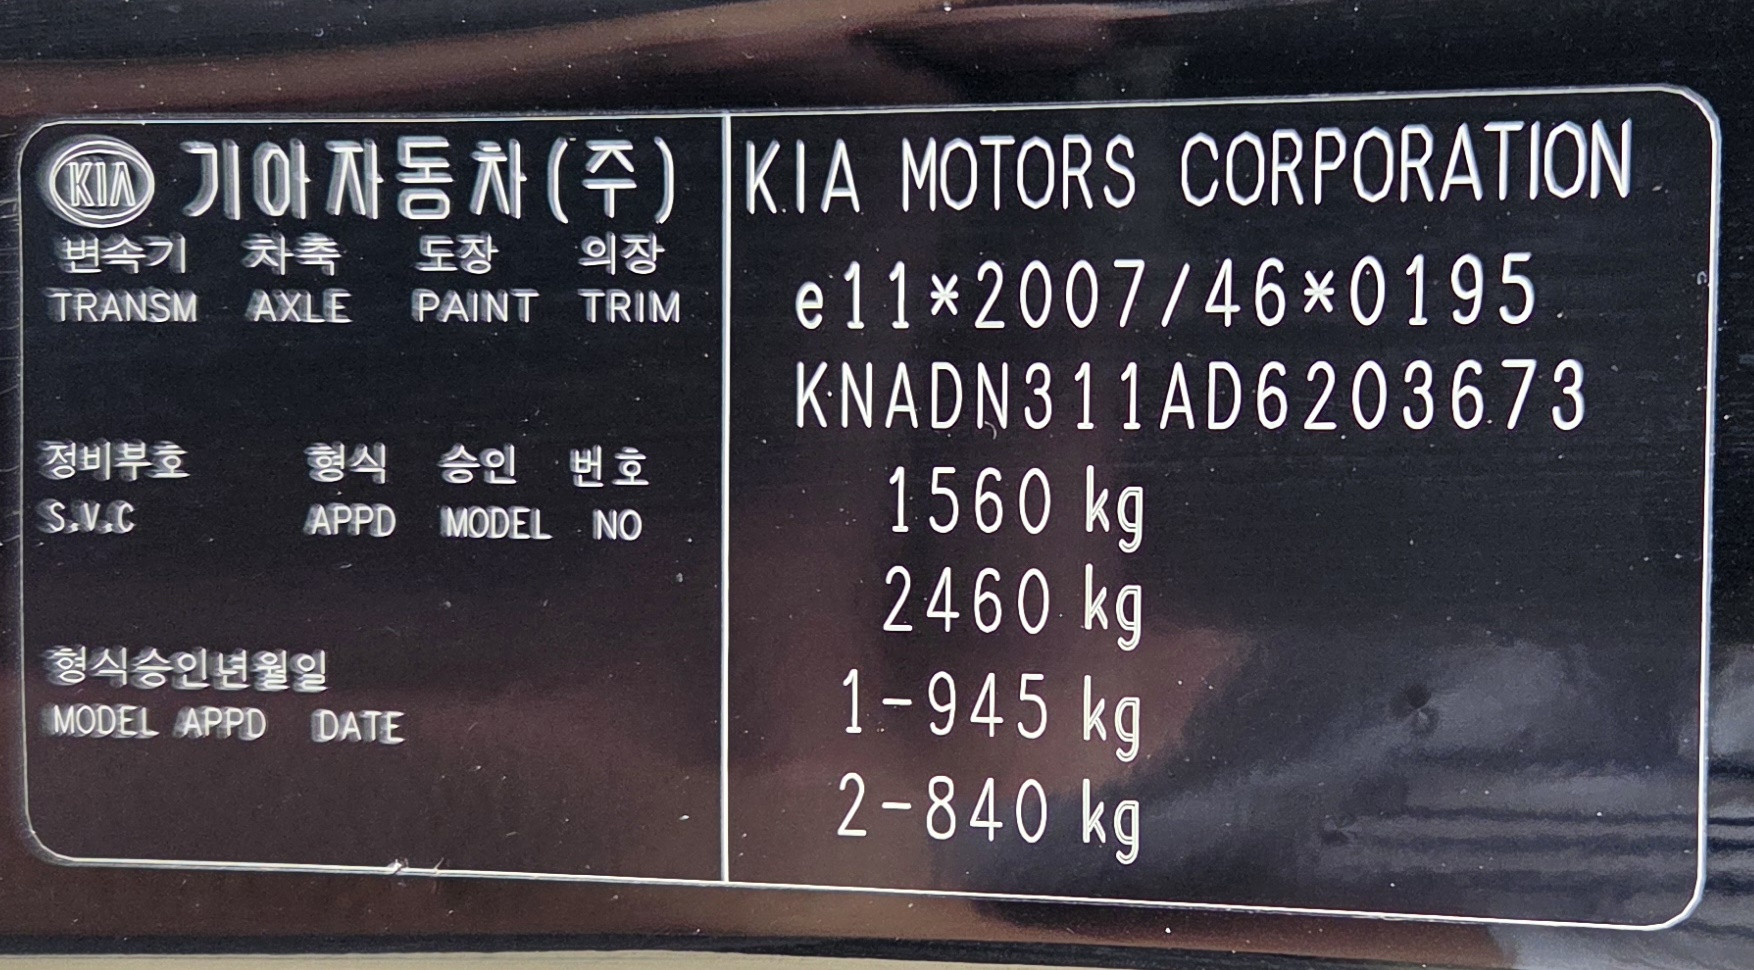 KIA 기아자동차(주)
변속기 차축 도장 의장
TRANSM AXLE PAINT TRIM
정비부호 형식 승인 번호
S.V.C APPD MODEL NO
형식승인년월일
MODEL APPD DATE
KIA MOTORS CORPORATION
e11*2007/46*0195
KNADN311AD6203673
1560 kg
2460 kg
1-945 kg
2-840 kg